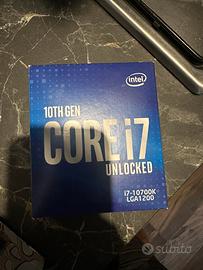 intel
10TH GEN
CORE i7
UNLOCKED
i7-10700K
LGA1200
subito